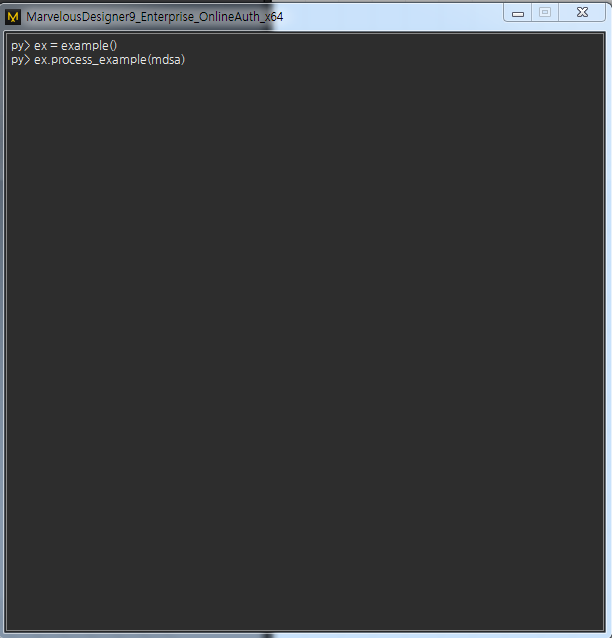 MarvelousDesigner9_Enterprise_OnlineAuth_x64
py> ex = example()
py> ex.process_example(mdsa)